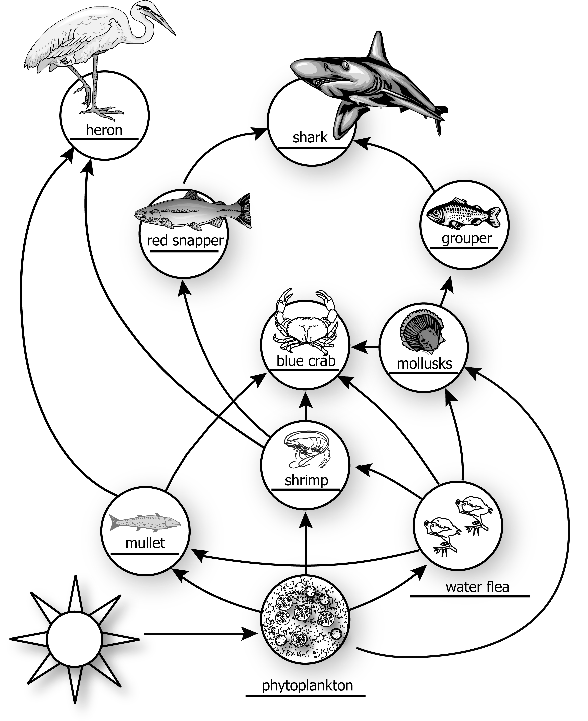 heron
shark
red snapper
grouper
blue crab
mollusks
shrimp
mullet
water flea
phytoplankton